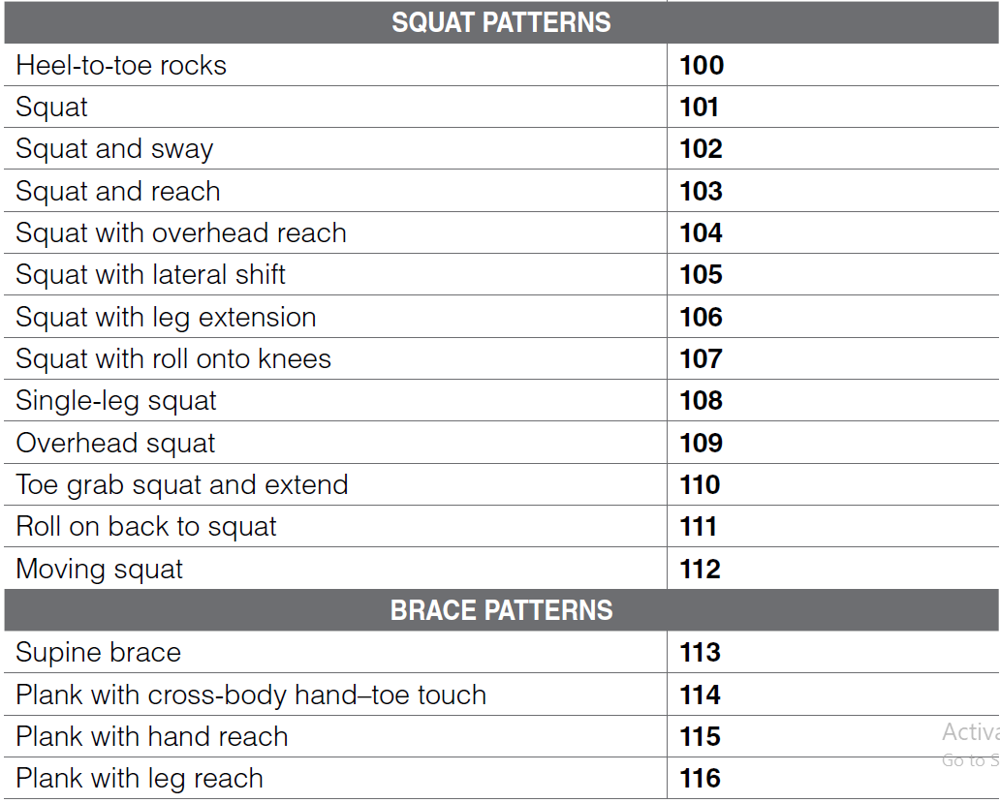 SQUAT PATTERNS
Heel-to-toe rocks 100
Squat 101
Squat and sway 102
Squat and reach 103
Squat with overhead reach 104
Squat with lateral shift 105
Squat with leg extension 106
Squat with roll onto knees 107
Single-leg squat 108
Overhead squat 109
Toe grab squat and extend 110
Roll on back to squat 111
Moving squat 112
BRACE PATTERNS
Supine brace 113
Plank with cross-body hand–toe touch 114
Plank with hand reach 115
Activa
Go to S
Plank with leg reach 116